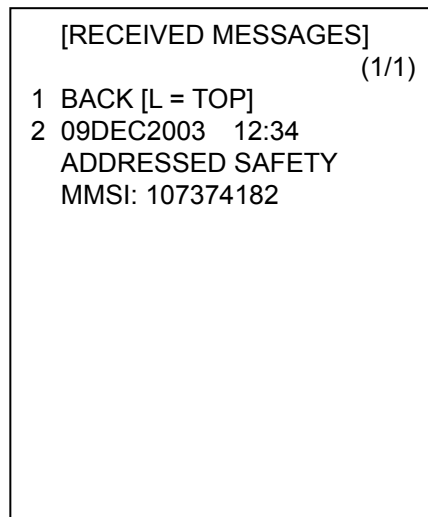 [RECEIVED MESSAGES]
(1/1)
1 BACK [L = TOP]
2 09DEC2003 12:34
ADDRESSED SAFETY
MMSI: 107374182